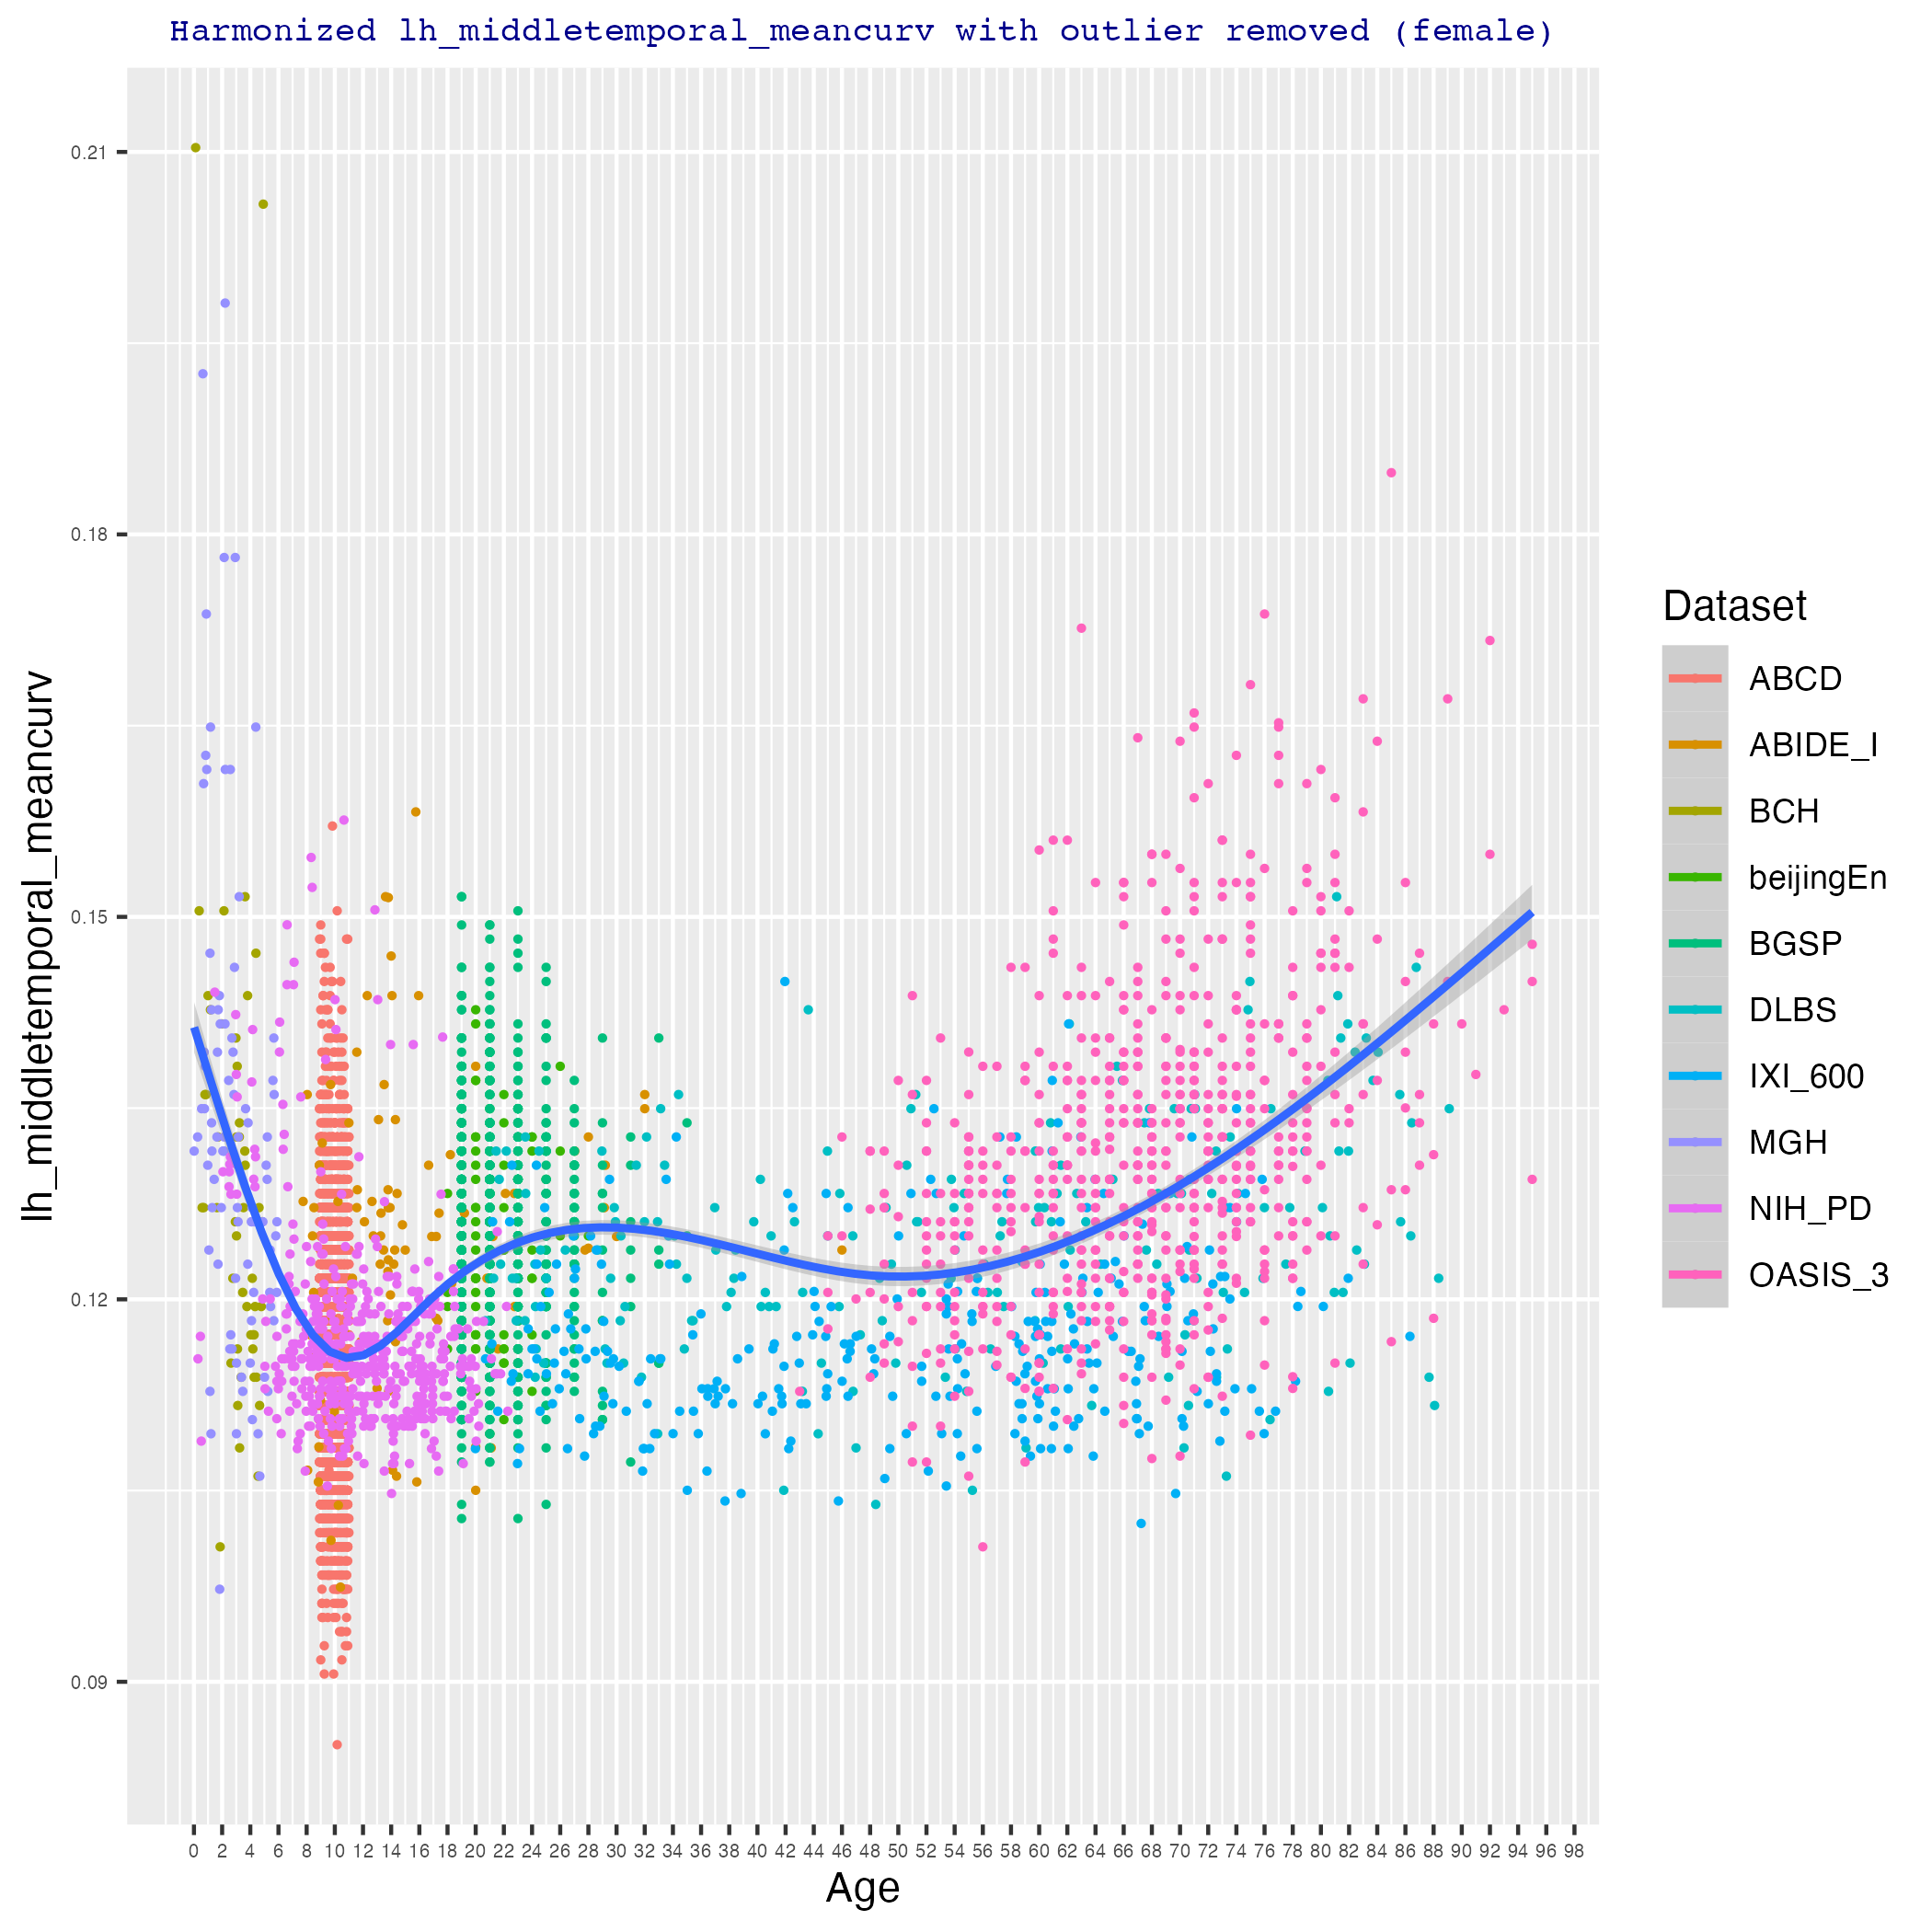 Harmonized lh_middletemporal_meancurv with outlier removed (female)
lh_middletemporal_meancurv
0.21
0.18
0.15
0.12
0.09
0 2 4 6 8 10 12 14 16 18 20 22 24 26 28 30 32 34 36 38 40 42 44 46 48 50 52 54 56 58 60 62 64 66 68 70 72 74 76 78 80 82 84 86 88 90 92 94 96 98
Age
Dataset
ABCD
ABIDE_I
BCH
beijingEn
BGSP
DLBS
IXI_600
MGH
NIH_PD
OASIS_3